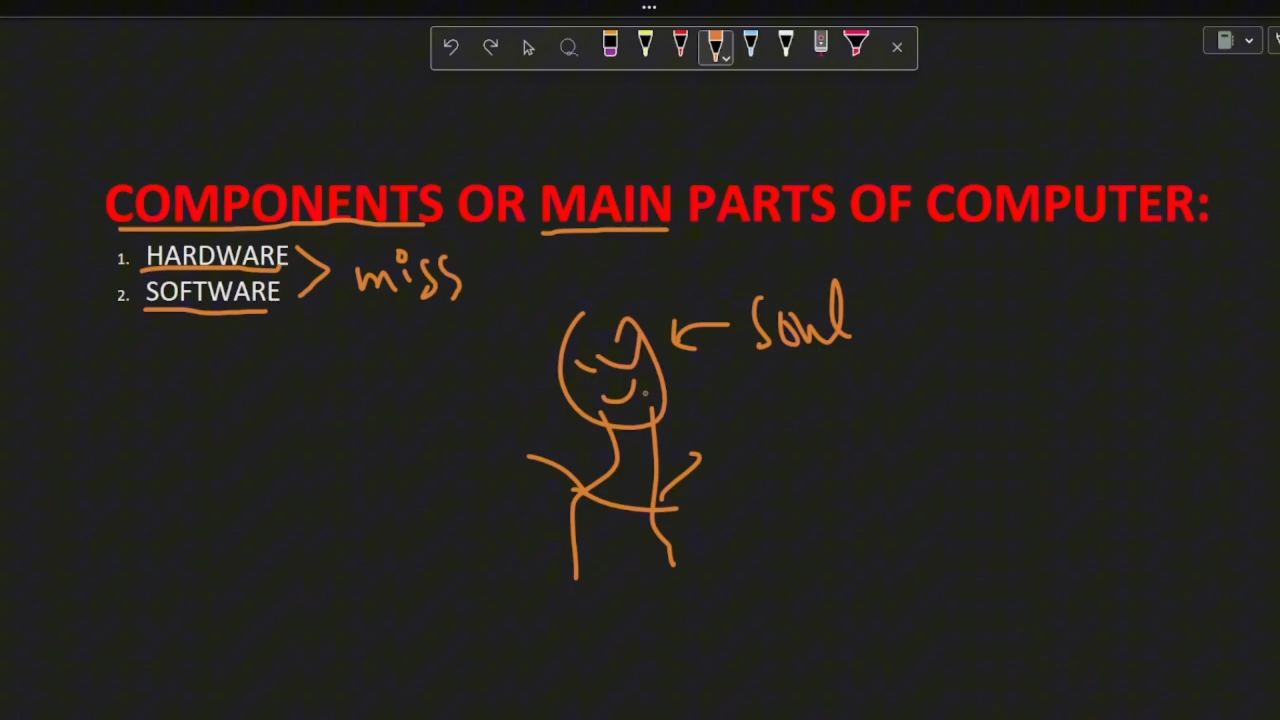 COMPONENTS OR MAIN PARTS OF COMPUTER:
1. HARDWARE
2. SOFTWARE
miss
soul